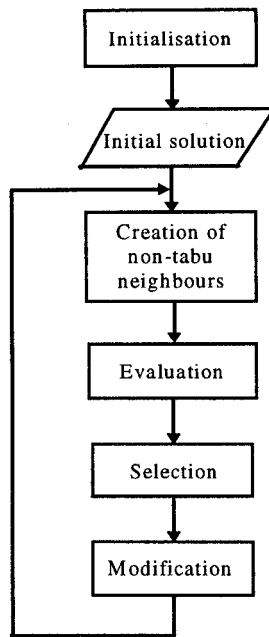 Initialisation
Initial solution
Creation of
non-tabu
neighbours
Evaluation
Selection
Modification